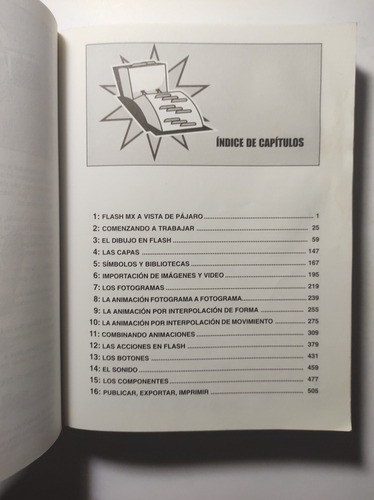 ÍNDICE DE CAPÍTULOS
1: FLASH MX A VISTA DE PÁJARO 1
2: COMENZANDO A TRABAJAR 25
3: EL DIBUJO EN FLASH 59
4: LAS CAPAS 147
5: SÍMBOLOS Y BIBLIOTECAS 167
6: IMPORTACIÓN DE IMÁGENES Y VIDEO 195
7: LOS FOTOGRAMAS 219
8: LA ANIMACIÓN FOTOGRAMA A FOTOGRAMA 239
9: LA ANIMACIÓN POR INTERPOLACIÓN DE FORMA 255
10: LA ANIMACIÓN POR INTERPOLACIÓN DE MOVIMIENTO 275
11: COMBINANDO ANIMACIONES 309
12: LAS ACCIONES EN FLASH 379
13: LOS BOTONES 431
14: EL SONIDO 459
15: LOS COMPONENTES 477
16: PUBLICAR, EXPORTAR, IMPRIMIR 505